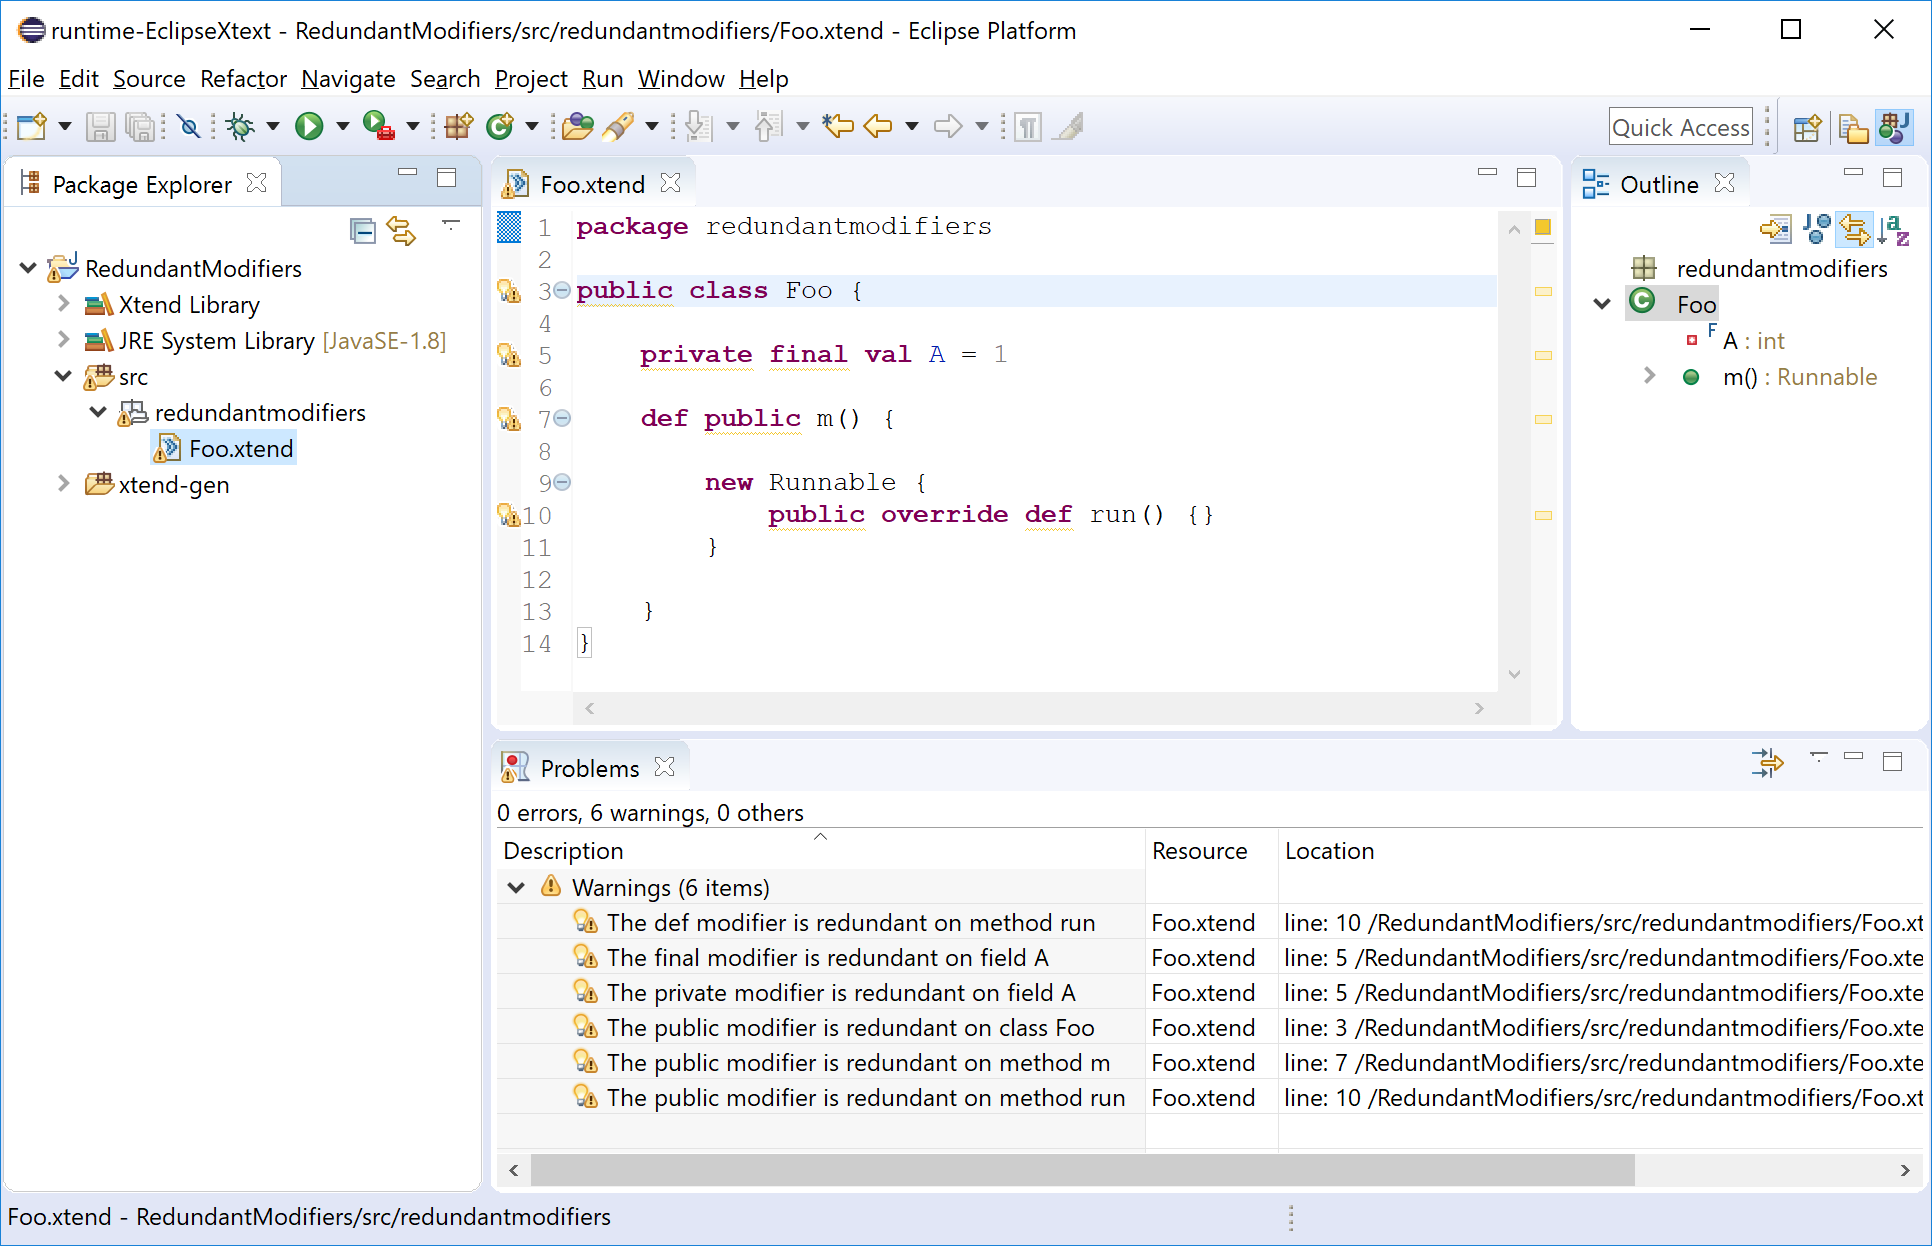 runtime-EclipseXtext - RedundantModifiers/src/redundantmodifiers/Foo.xtend - Eclipse Platform
File Edit Source Refactor Navigate Search Project Run Window Help
Quick Access
Package Explorer
RedundantModifiers
Xtend Library
JRE System Library [JavaSE-1.8]
src
redundantmodifiers
Foo.xtend
xtend-gen
Foo.xtend
1 package redundantmodifiers
2
3 public class Foo {
4
5 private final val A = 1
6
7 def public m() {
8
9 new Runnable {
10 public override def run() {}
11 }
12
13 }
14 }
Outline
redundantmodifiers
Foo
A : int
m() : Runnable
Problems
0 errors, 6 warnings, 0 others
Description Resource Location
Warnings (6 items)
The def modifier is redundant on method run Foo.xtend line: 10 /RedundantModifiers/src/redundantmodifiers/Foo.xt
The final modifier is redundant on field A Foo.xtend line: 5 /RedundantModifiers/src/redundantmodifiers/Foo.xte
The private modifier is redundant on field A Foo.xtend line: 5 /RedundantModifiers/src/redundantmodifiers/Foo.xte
The public modifier is redundant on class Foo Foo.xtend line: 3 /RedundantModifiers/src/redundantmodifiers/Foo.xte
The public modifier is redundant on method m Foo.xtend line: 7 /RedundantModifiers/src/redundantmodifiers/Foo.xte
The public modifier is redundant on method run Foo.xtend line: 10 /RedundantModifiers/src/redundantmodifiers/Foo.xt
Foo.xtend - RedundantModifiers/src/redundantmodifiers